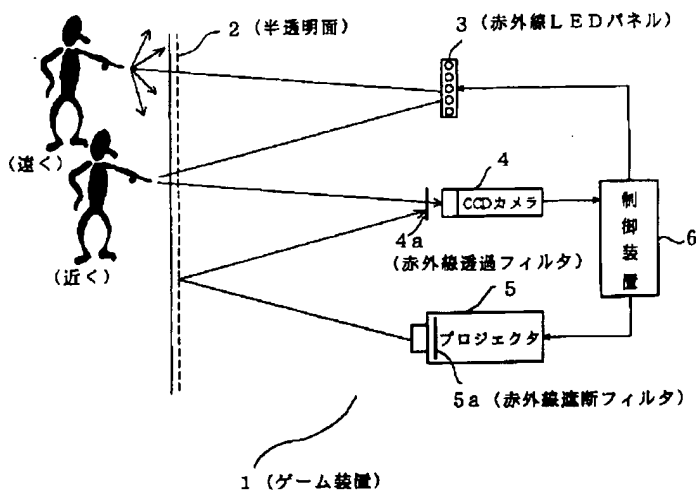 2 (半透明面)
3 (赤外線LEDパネル)
(遠く)
4
CCDカメラ
制御装置
6
4a
(赤外線透過フィルタ)
(近く)
5
プロジェクタ
5a (赤外線遮断フィルタ)
1 (ゲーム装置)